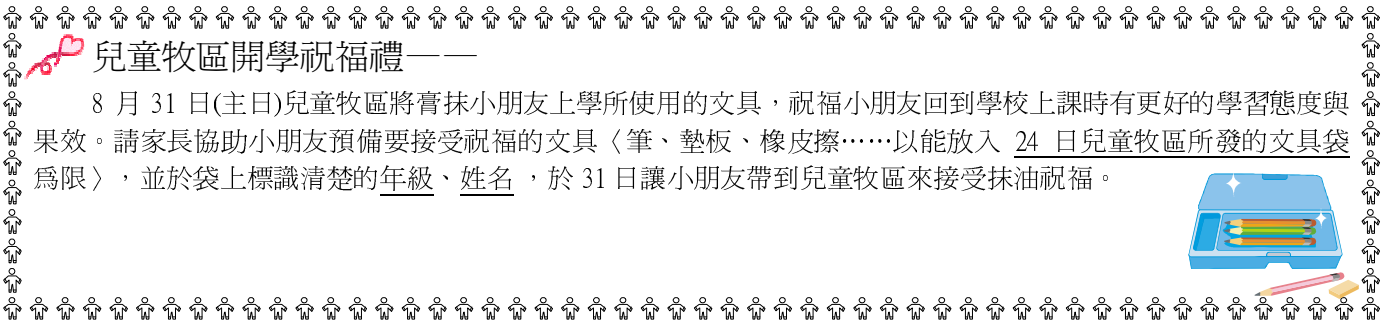 兒童牧區開學祝福禮——
8 月 31 日(主日)兒童牧區將膏抹小朋友上學所使用的文具，祝福小朋友回到學校上課時有更好的學習態度與
果效。請家長協助小朋友預備要接受祝福的文具〈筆、墊板、橡皮擦……以能放入 24 日兒童牧區所發的文具袋
為限〉，並於袋上標識清楚的年級、姓名 ，於 31 日讓小朋友帶到兒童牧區來接受抹油祝福。